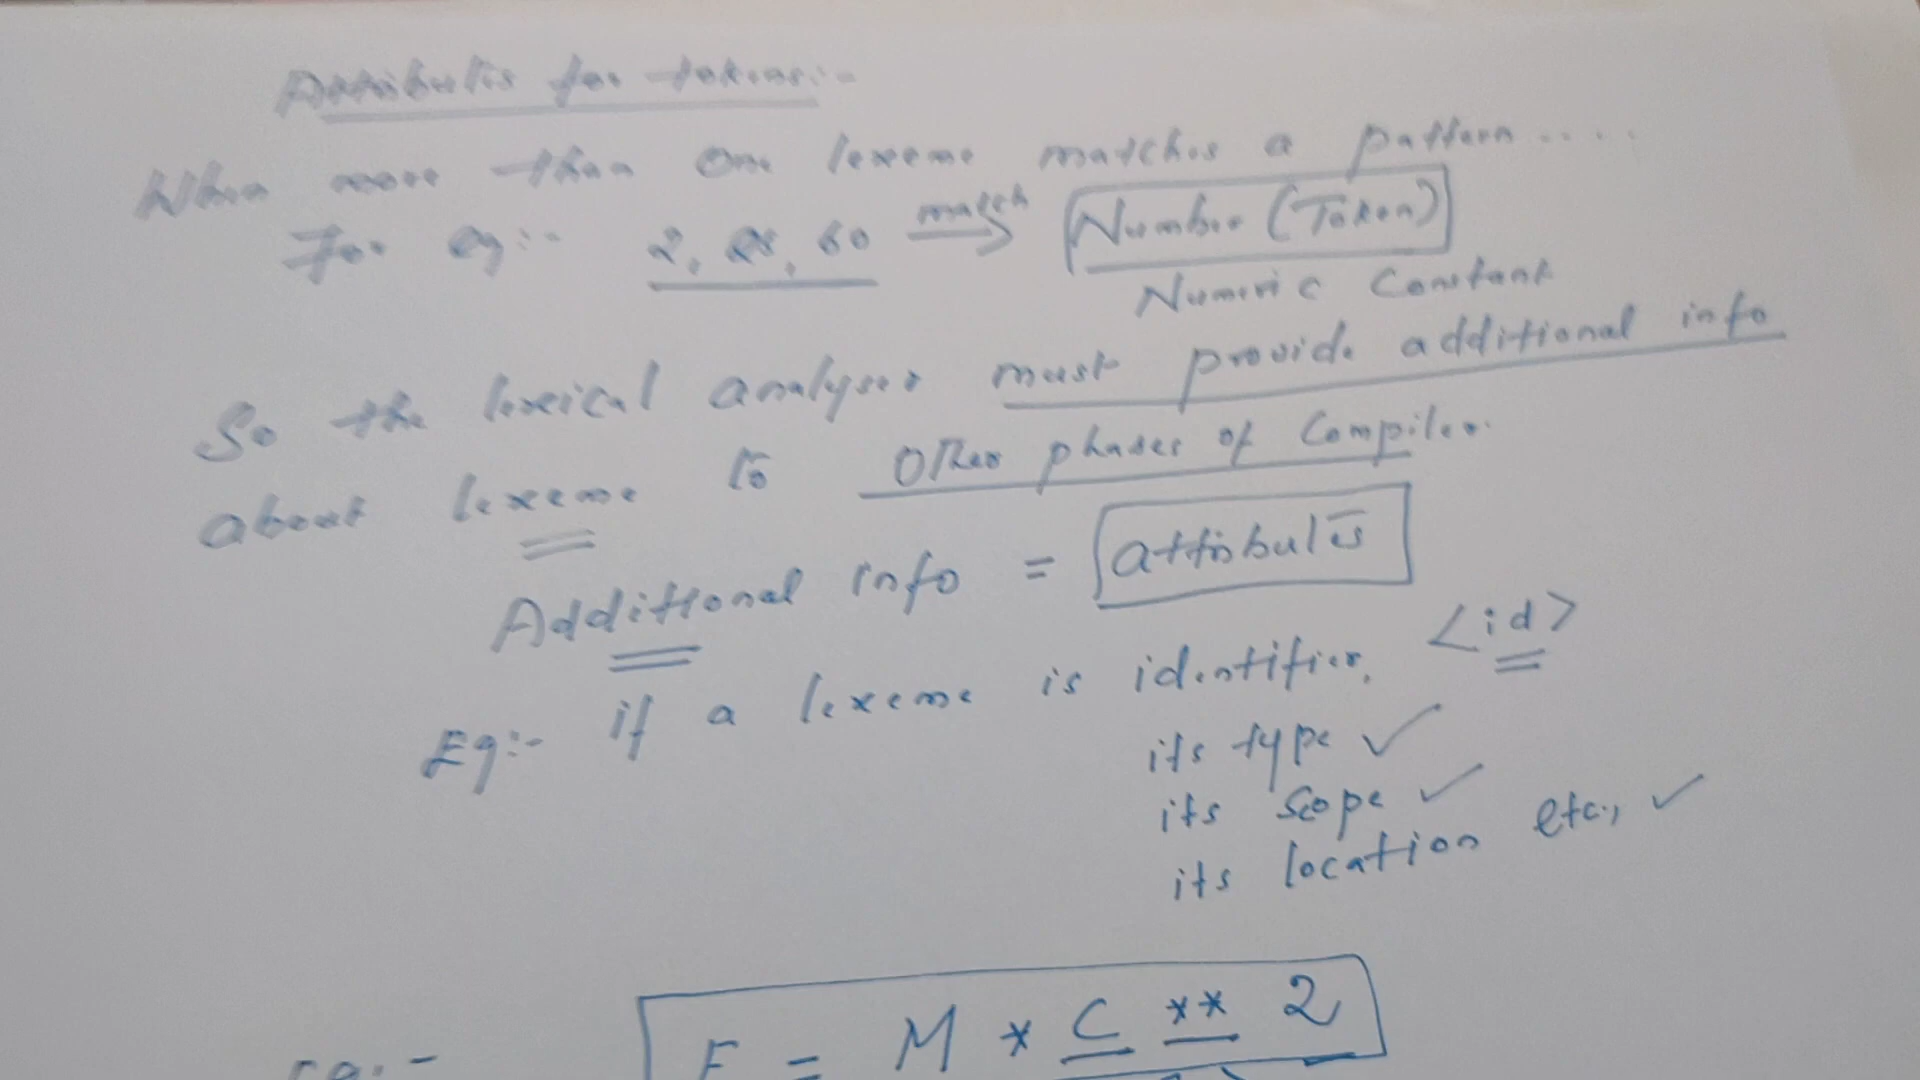 Attributes for tokens:-
When more than one lexeme matches a pattern.....
For eg:- 2, 28, 60 match Number (Token)
Numeric Constant
So the lexical analyser must provide additional info
about lexeme to other phases of Compiler.
Additional info = attributes
Eg:- if a lexeme is identifier, <id>
its type ✓
its scope ✓
its location etc., ✓
Eg:- E = M * C ** 2